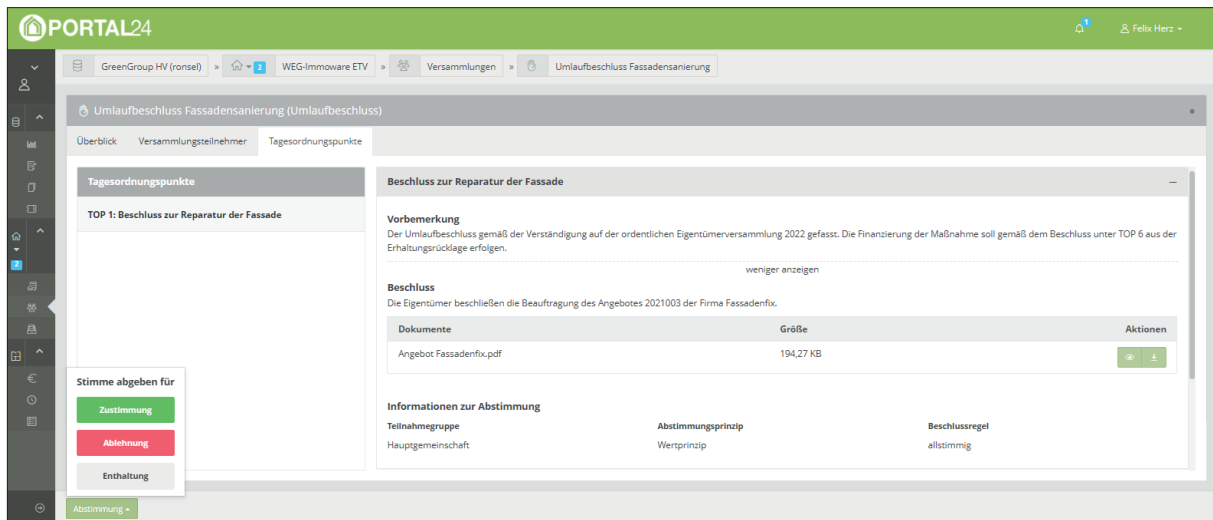 PORTAL24
1
Felix Herz
GreenGroup HV (ronsel) » 2 WEG-Immoware ETV » Versammlungen » Umlaufbeschluss Fassadensanierung
Umlaufbeschluss Fassadensanierung (Umlaufbeschluss)
Überblick Versammlungsteilnehmer Tagesordnungspunkte
Tagesordnungspunkte
TOP 1: Beschluss zur Reparatur der Fassade
Beschluss zur Reparatur der Fassade
Vorbemerkung
Der Umlaufbeschluss gemäß der Verständigung auf der ordentlichen Eigentümerversammlung 2022 gefasst. Die Finanzierung der Maßnahme soll gemäß dem Beschluss unter TOP 6 aus der
Erhaltungsrücklage erfolgen.
weniger anzeigen
Beschluss
Die Eigentümer beschließen die Beauftragung des Angebotes 2021003 der Firma Fassadenfix.
Dokumente Größe Aktionen
Angebot Fassadenfix.pdf 194,27 KB
Informationen zur Abstimmung
Teilnahmegruppe Abstimmungsprinzip Beschlussregel
Hauptgemeinschaft Wertprinzip allstimmig
2
Stimme abgeben für
Zustimmung
Ablehnung
Enthaltung
Abstimmung